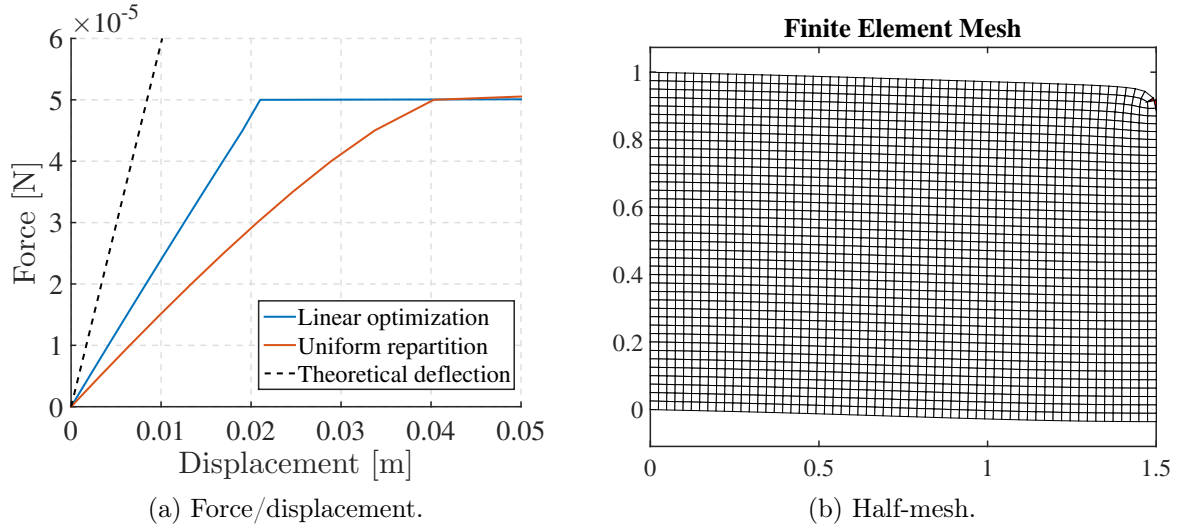 ×10-5
6
5
4
3
2
1
0
Force [N]
0 0.01 0.02 0.03 0.04 0.05
Displacement [m]
Linear optimization
Uniform repartition
Theoretical deflection
(a) Force/displacement.
Finite Element Mesh
1
0.8
0.6
0.4
0.2
0
0 0.5 1 1.5
(b) Half-mesh.